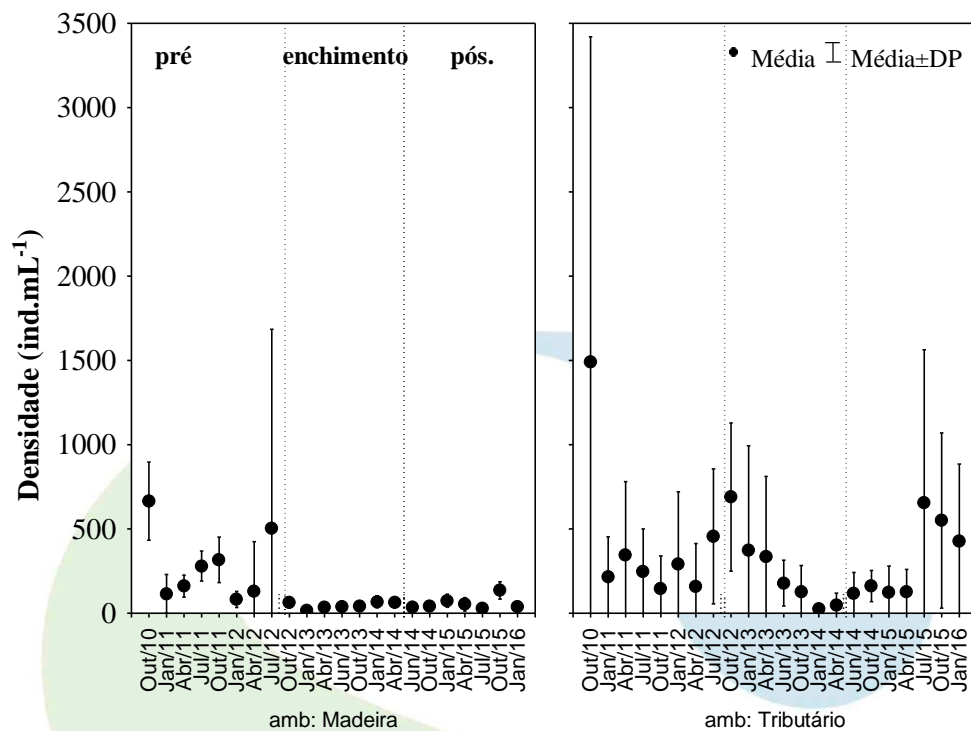 3500
3000
2500
2000
1500
1000
500
0
Densidade (ind.mL-1)
pré enchimento pós.
Média Média±DP
Out/10 Jan/11 Abr/11 Jul/11 Out/11 Jan/12 Abr/12 Jul/12 Out/12 Jan/13 Abr/13 Jun/13 Out/13 Jan/14 Abr/14 Jun/14 Out/14 Jan/15 Abr/15 Jul/15 Out/15 Jan/16
amb: Madeira
Out/10 Jan/11 Abr/11 Jul/11 Out/11 Jan/12 Abr/12 Jul/12 Out/12 Jan/13 Abr/13 Jun/13 Out/13 Jan/14 Abr/14 Jun/14 Out/14 Jan/15 Abr/15 Jul/15 Out/15 Jan/16
amb: Tributário